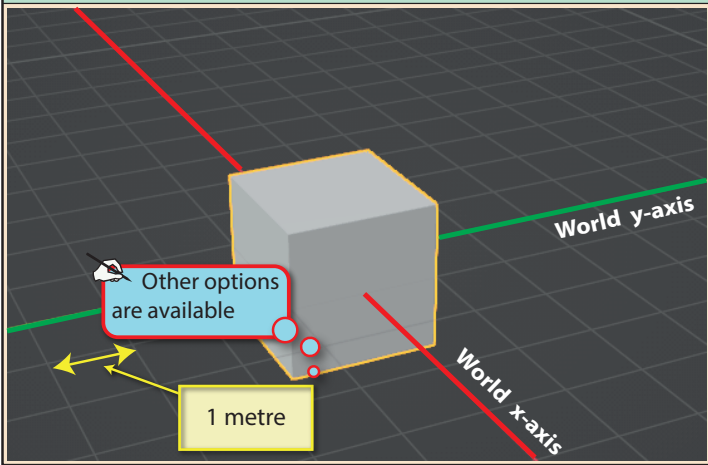 World y-axis
Other options
are available
World x-axis
1 metre